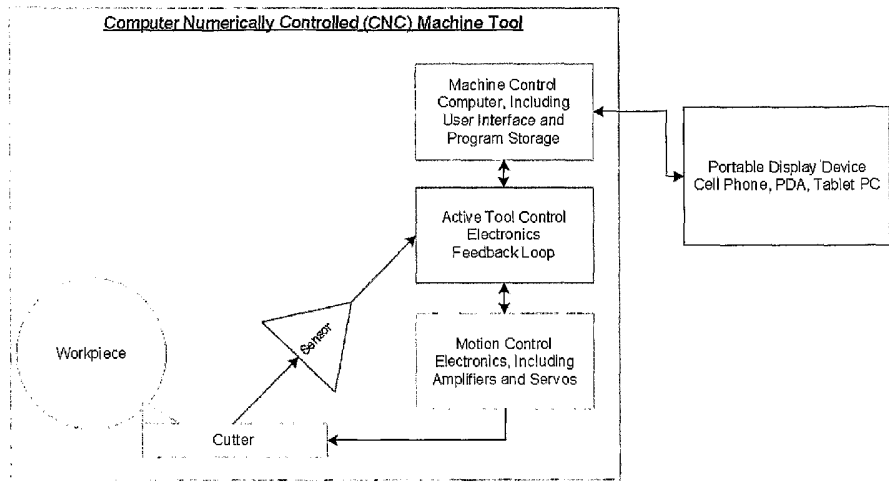 Computer Numerically Controlled (CNC) Machine Tool
Machine Control
Computer, Including
User Interface and
Program Storage
Portable Display Device
Cell Phone, PDA, Tablet PC
Active Tool Control
Electronics
Feedback Loop
Sensor
Workpiece
Motion Control
Electronics, Including
Amplifiers and Servos
Cutter